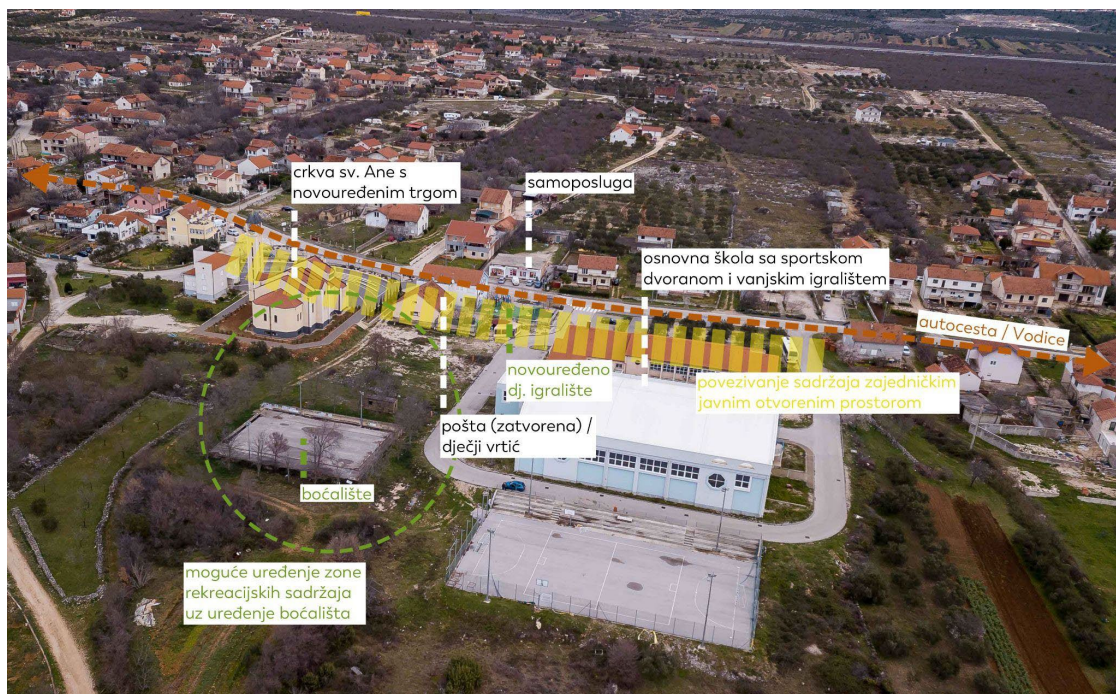 crkva sv. Ane s
novouređenim trgom
samoposluga
osnovna škola sa sportskom
dvoranom i vanjskim igralištem
autocesta / Vodice
novouređeno
dj. igralište
povezivanje sadržaja zajedničkim
javnim otvorenim prostorom
pošta (zatvorena) /
dječji vrtić
boćalište
moguće uređenje zone
rekreacijskih sadržaja
uz uređenje boćališta